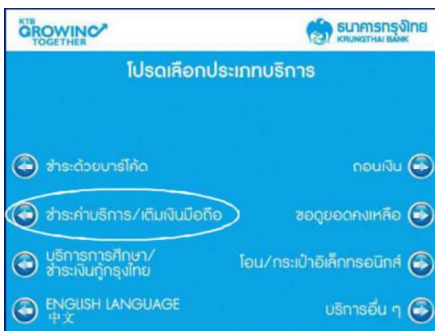 KTB
GROWING
TOGETHER
ธนาคารกรุงไทย
KRUNGTHAI BANK
โปรดเลือกประเภทบริการ
ชำระด้วยบาร์โค้ด
ถอนเงิน
ชำระค่าบริการ/เติมเงินมือถือ
ขอดูยอดคงเหลือ
บริการการศึกษา/
ชำระเงินกู้กรุงไทย
โอน/กระเป๋าอิเล็กทรอนิกส์
ENGLISH LANGUAGE
中文
บริการอื่น ๆ